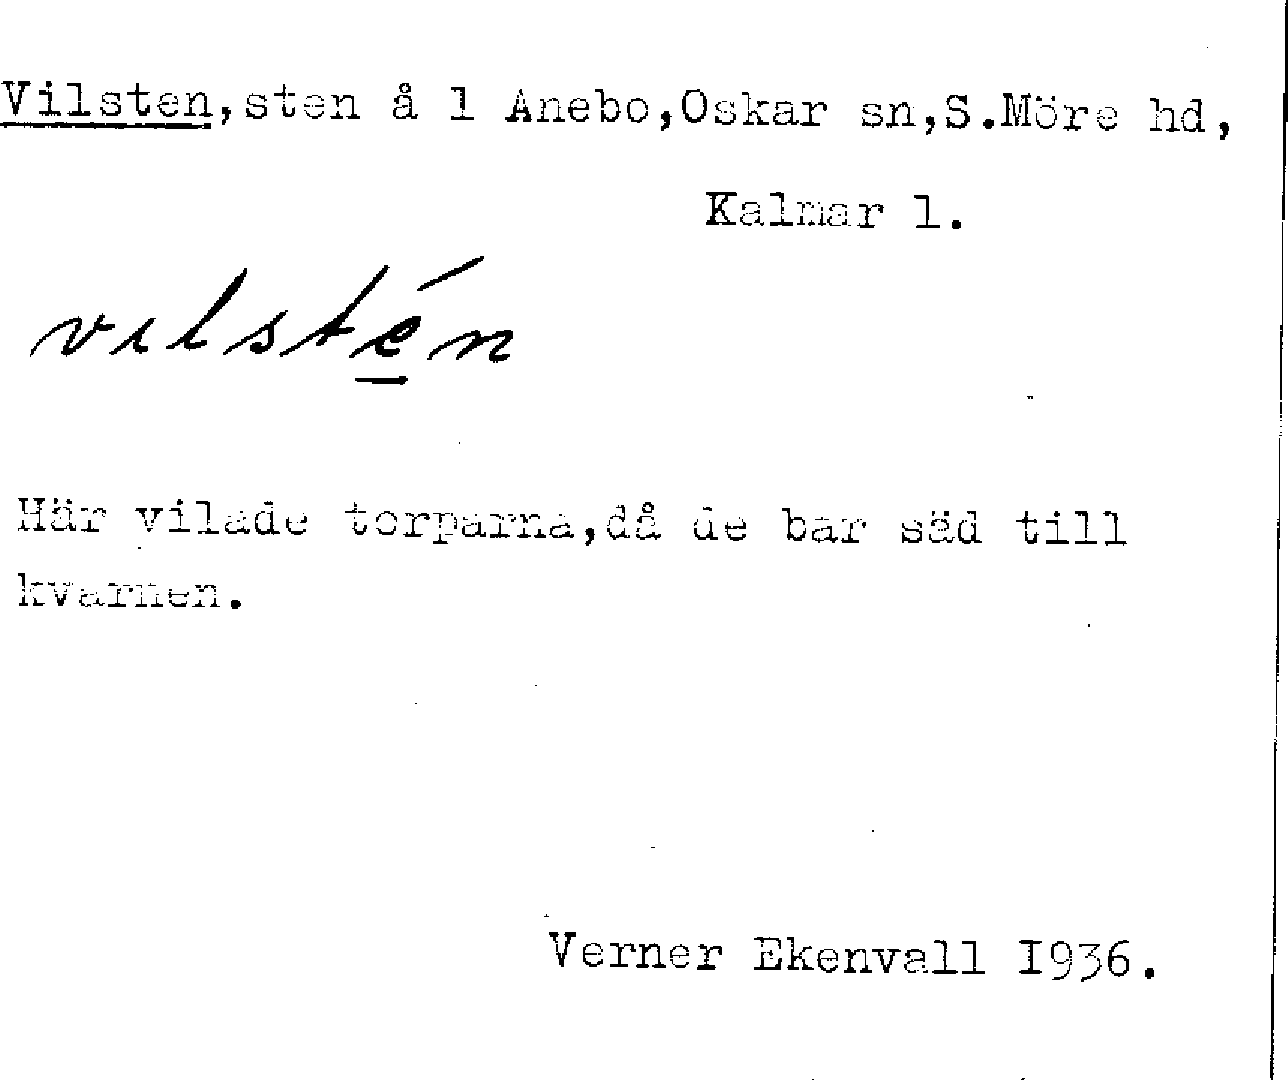 Vilsten,sten å 1 Anebo,Oskar sn,S.Möre hd,
Kalmar l.
vilstén
Här vilade torparna,då de bar säd till
kvarnen.
Verner Ekenvall I936.